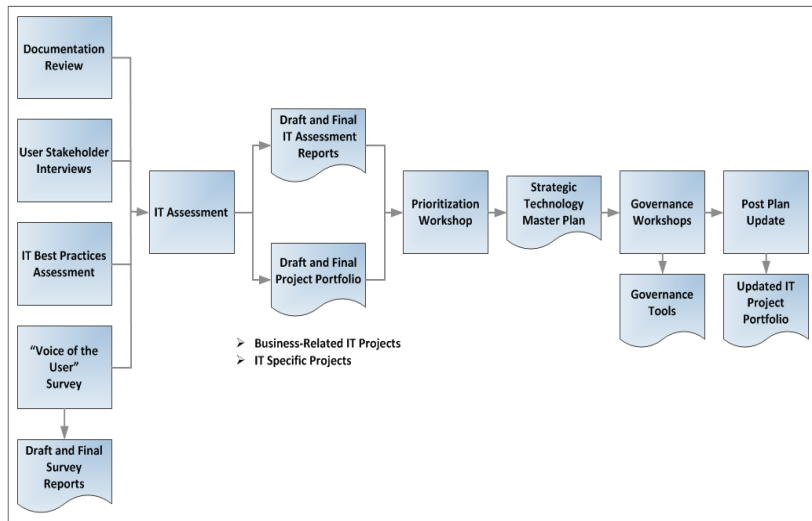 Documentation
Review
User Stakeholder
Interviews
IT Best Practices
Assessment
“Voice of the
User”
Survey
Draft and Final
Survey
Reports
IT Assessment
Draft and Final
IT Assessment
Reports
Draft and Final
Project Portfolio
➢ Business-Related IT Projects
➢ IT Specific Projects
Prioritization
Workshop
Strategic
Technology
Master Plan
Governance
Workshops
Governance
Tools
Post Plan
Update
Updated IT
Project
Portfolio